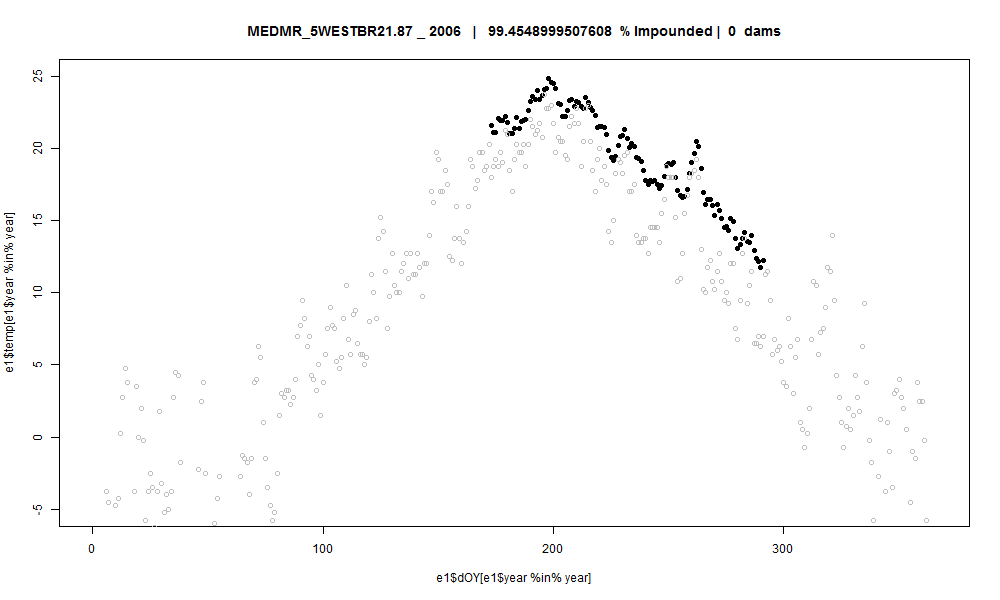 MEDMR_5WESTBR21.87 _ 2006 | 99.4548999507608 % Impounded | 0 dams
25
20
15
10
5
0
-5
e1$temp[e1$year %in% year]
0 100 200 300
e1$dOY[e1$year %in% year]